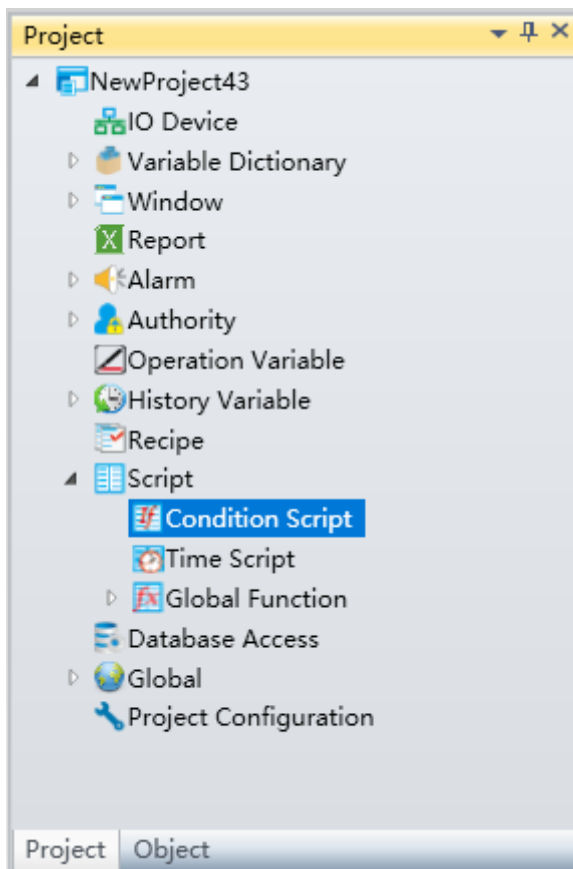 Project
NewProject43
IO Device
Variable Dictionary
Window
Report
Alarm
Authority
Operation Variable
History Variable
Recipe
Script
Condition Script
Time Script
Global Function
Database Access
Global
Project Configuration
Project Object